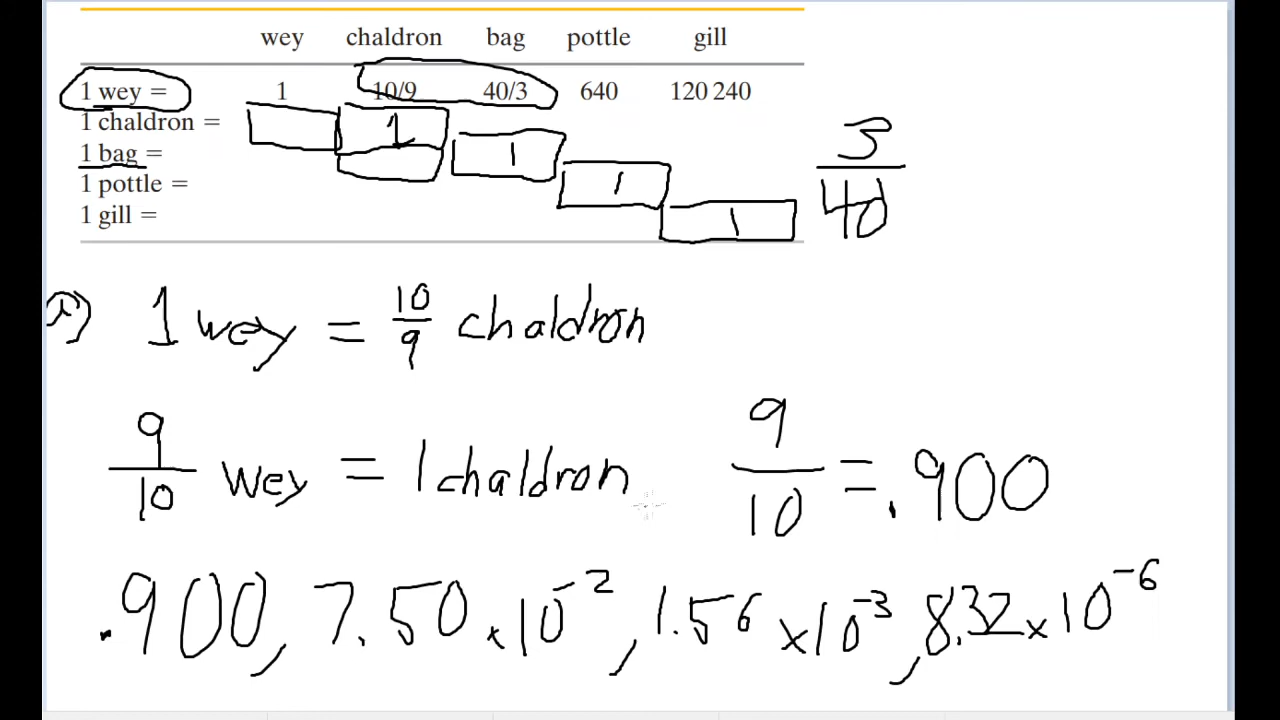 wey chaldron bag pottle gill
1 wey = 1 10/9 40/3 640 120 240
1 chaldron = 1
1 bag = 1
1 pottle = 1
1 gill = 1
3/40
a) 1 wey = 10/9 chaldron
9/10 wey = 1 chaldron 9/10 = .900
.900, 7.50 x 10^-2, 1.56 x 10^-3, 8.32 x 10^-6